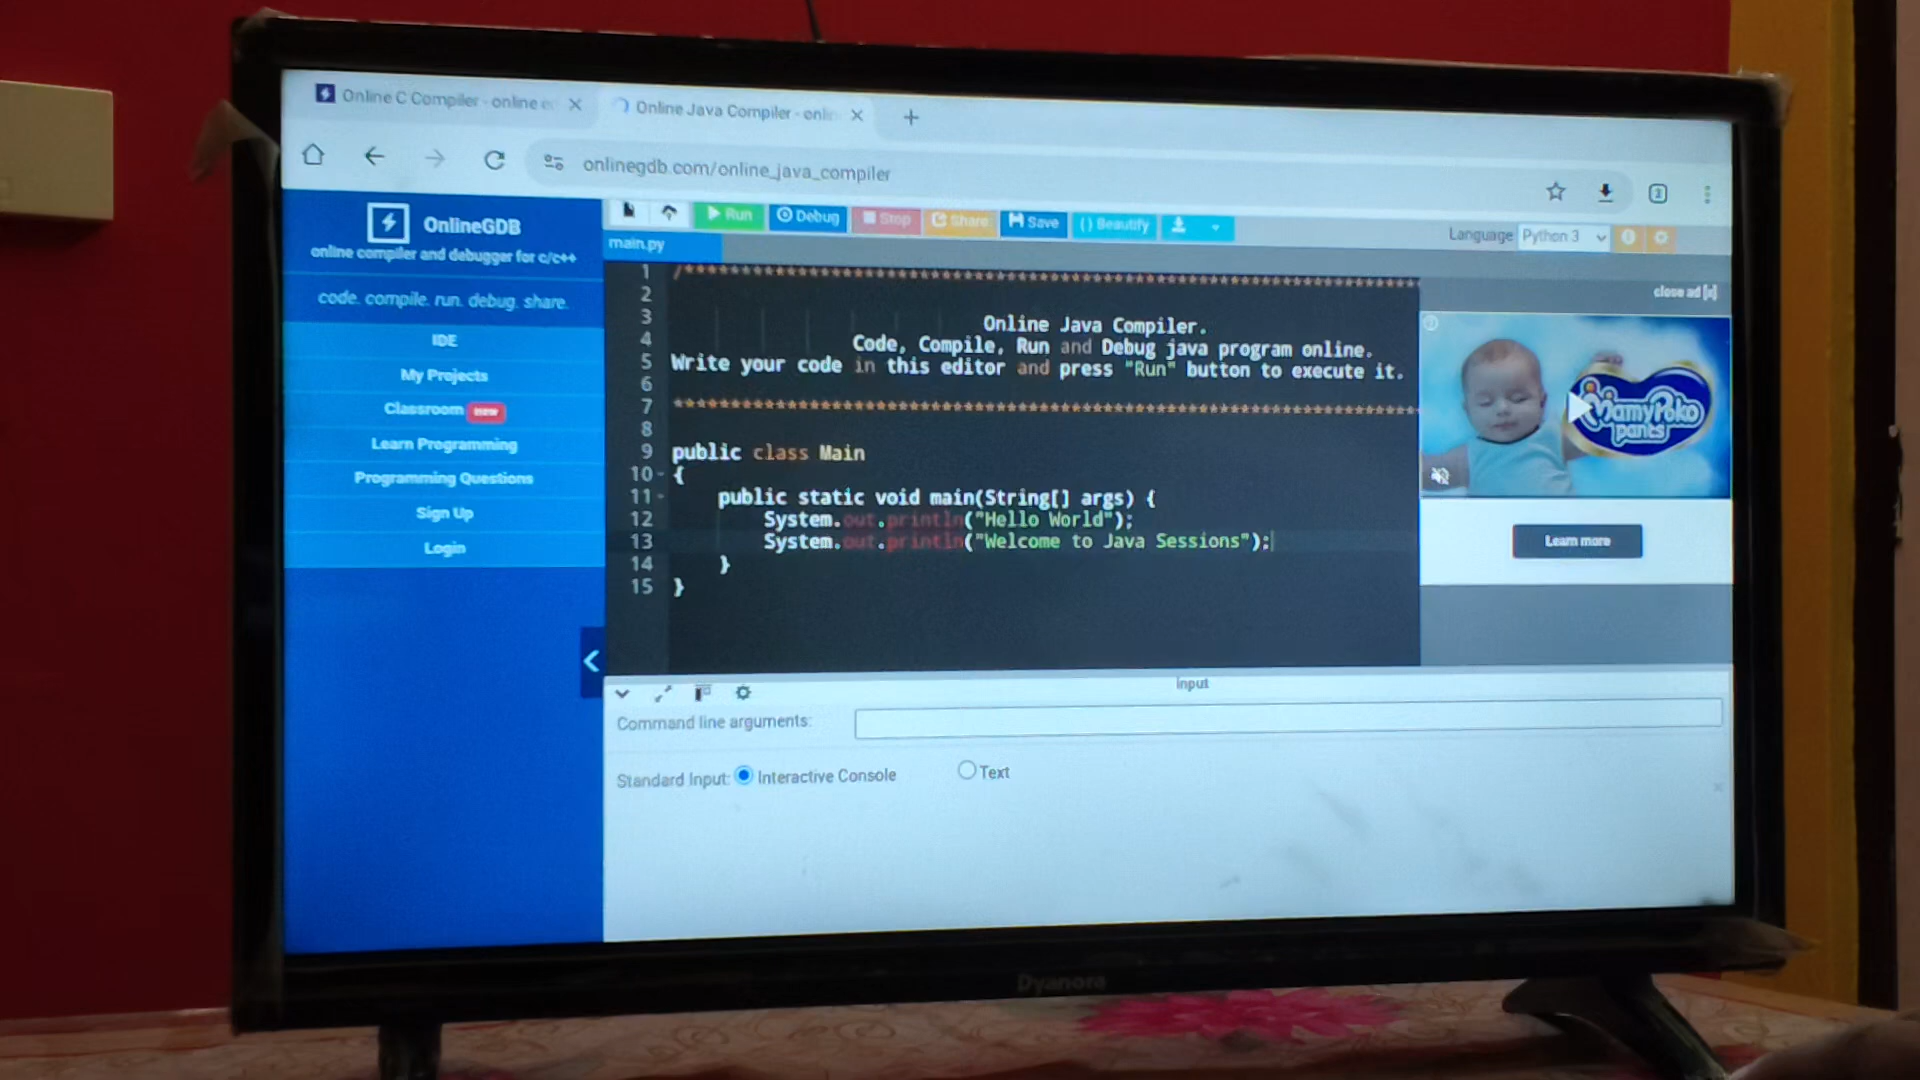 Online C Compiler - online e
Online Java Compiler - onlin
onlinegdb.com/online_java_compiler
OnlineGDB
online compiler and debugger for c/c++
code. compile. run. debug. share.
IDE
My Projects
Classroom new
Learn Programming
Programming Questions
Sign Up
Login
Run Debug Stop Share Save {} Beautify
Language Python 3
main.py
close ad [x]
1 /******************************************************************************
2
3 Online Java Compiler.
4 Code, Compile, Run and Debug java program online.
5 Write your code in this editor and press "Run" button to execute it.
6
7 *******************************************************************************
8
9 public class Main
10 {
11 public static void main(String[] args) {
12 System.out.println("Hello World");
13 System.out.println("Welcome to Java Sessions");
14 }
15 }
MamyPoko
pants
Learn more
input
Command line arguments:
Standard Input: Interactive Console Text
Dyanora